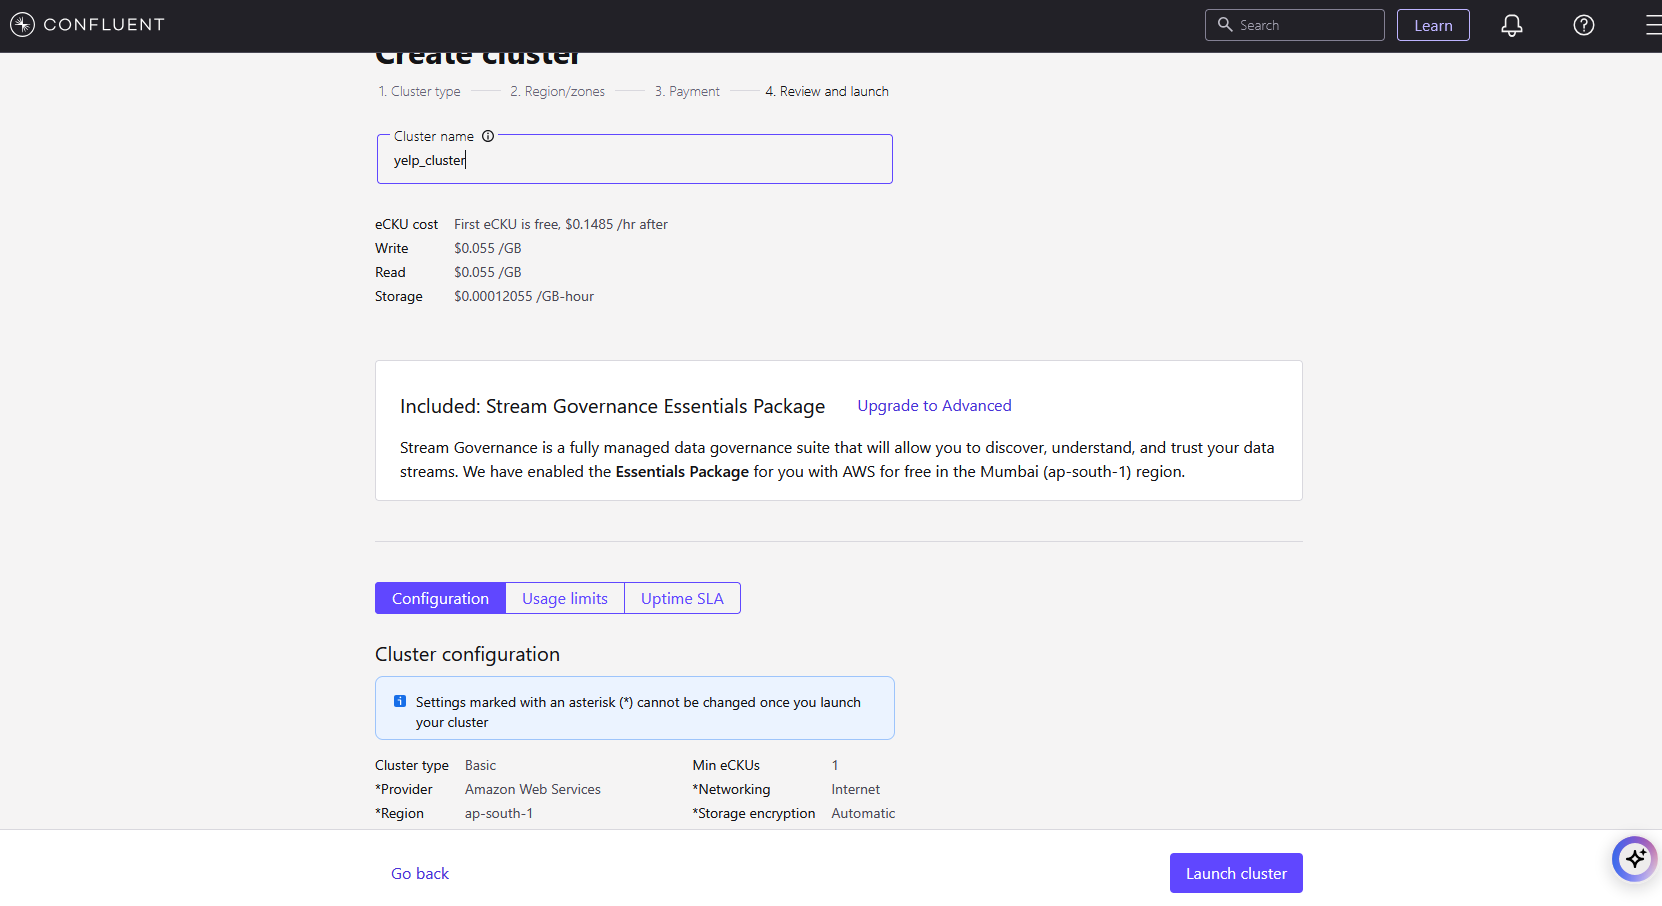 CONFLUENT
Search
Learn
Create cluster
1. Cluster type
2. Region/zones
3. Payment
4. Review and launch
Cluster name
yelp_cluster
eCKU cost First eCKU is free, $0.1485 /hr after
Write $0.055 /GB
Read $0.055 /GB
Storage $0.00012055 /GB-hour
Included: Stream Governance Essentials Package Upgrade to Advanced
Stream Governance is a fully managed data governance suite that will allow you to discover, understand, and trust your data
streams. We have enabled the Essentials Package for you with AWS for free in the Mumbai (ap-south-1) region.
Configuration
Usage limits
Uptime SLA
Cluster configuration
Settings marked with an asterisk (*) cannot be changed once you launch
your cluster
Cluster type Basic Min eCKUs 1
*Provider Amazon Web Services *Networking Internet
*Region ap-south-1 *Storage encryption Automatic
Go back
Launch cluster